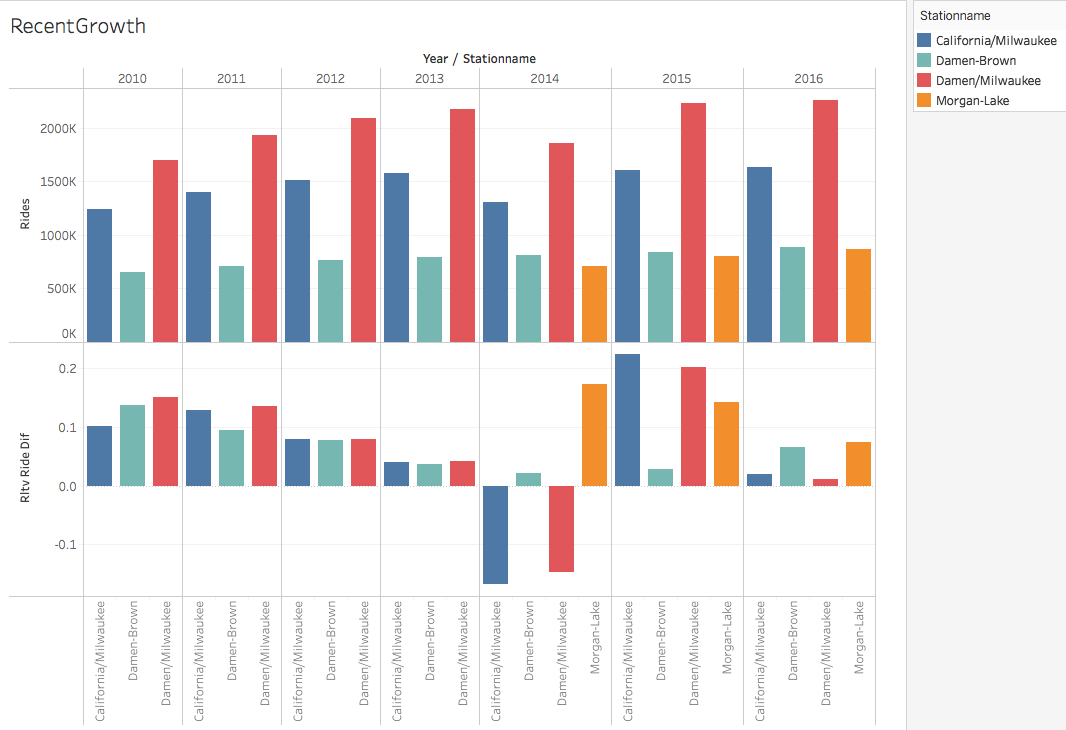 RecentGrowth
Year / Stationname
2010 2011 2012 2013 2014 2015 2016
Rides
2000K
1500K
1000K
500K
0K
Rltv Ride Dif
0.2
0.1
0.0
-0.1
California/Milwaukee
Damen-Brown
Damen/Milwaukee
California/Milwaukee
Damen-Brown
Damen/Milwaukee
California/Milwaukee
Damen-Brown
Damen/Milwaukee
California/Milwaukee
Damen-Brown
Damen/Milwaukee
California/Milwaukee
Damen-Brown
Damen/Milwaukee
Morgan-Lake
California/Milwaukee
Damen-Brown
Damen/Milwaukee
Morgan-Lake
California/Milwaukee
Damen-Brown
Damen/Milwaukee
Morgan-Lake
Stationname
California/Milwaukee
Damen-Brown
Damen/Milwaukee
Morgan-Lake